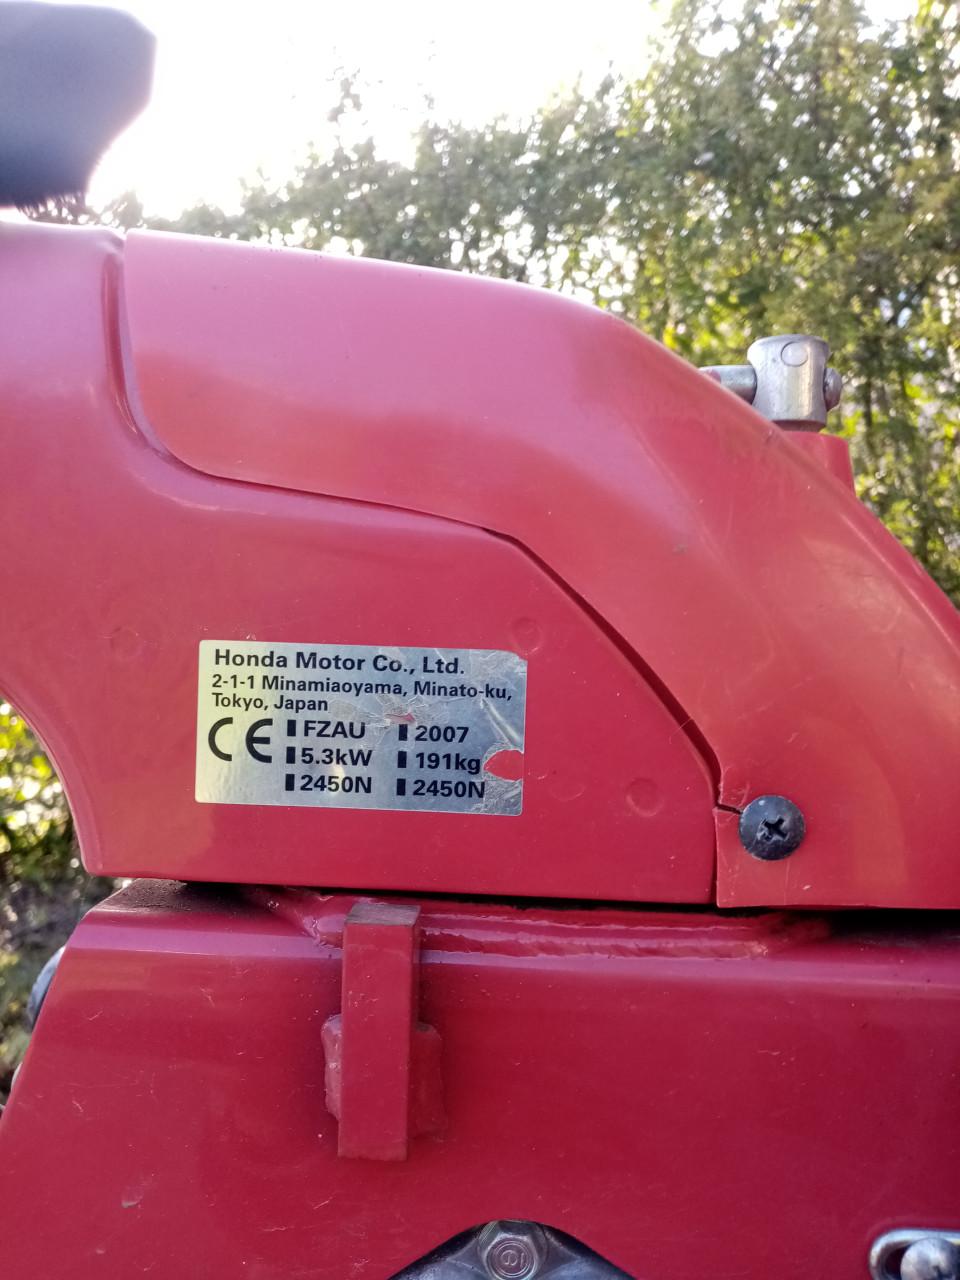 Honda Motor Co., Ltd.
2-1-1 Minamiaoyama, Minato-ku,
Tokyo, Japan
CE FZAU 2007
5.3kW 191kg
2450N 2450N